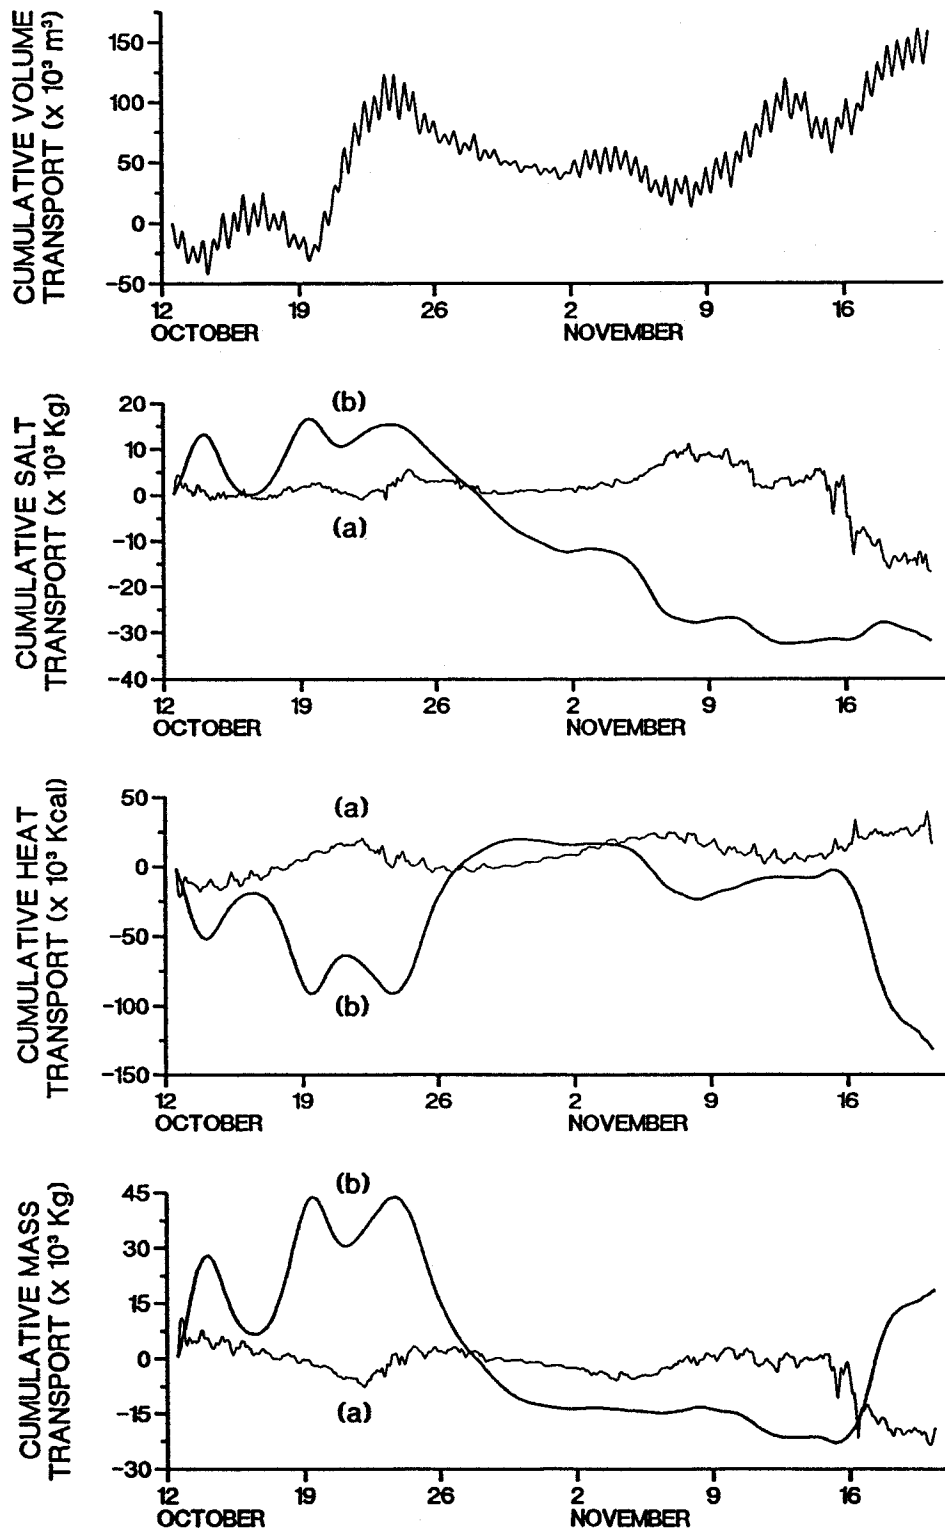 CUMULATIVE VOLUME
TRANSPORT (x 10³ m³)
150
100
50
0
-50
12
19
26
2
9
16
OCTOBER
NOVEMBER
CUMULATIVE SALT
TRANSPORT (x 10³ Kg)
20
10
0
-10
-20
-30
-40
(b)
(a)
12
19
26
2
9
16
OCTOBER
NOVEMBER
CUMULATIVE HEAT
TRANSPORT (x 10³ Kcal)
50
0
-50
-100
-150
(a)
(b)
12
19
26
2
9
16
OCTOBER
NOVEMBER
CUMULATIVE MASS
TRANSPORT (x 10³ Kg)
45
30
15
0
-15
-30
(b)
(a)
12
19
26
2
9
16
OCTOBER
NOVEMBER